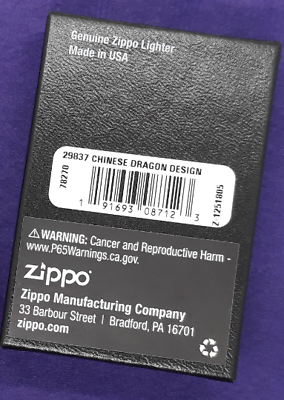 Genuine Zippo Lighter
Made in USA
29837 CHINESE DRAGON DESIGN
78270
1 91693 08712 3
Z 1251805
⚠WARNING: Cancer and Reproductive Harm -
www.P65Warnings.ca.gov.
zippo®
Zippo Manufacturing Company
33 Barbour Street | Bradford, PA 16701
zippo.com